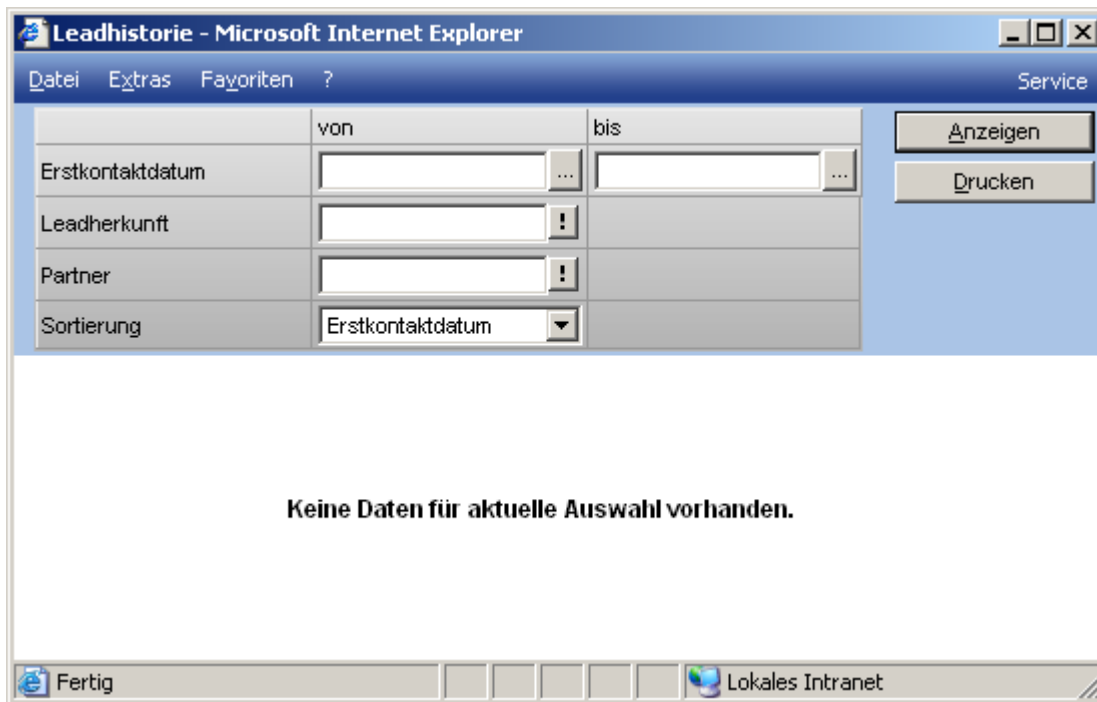 Leadhistorie - Microsoft Internet Explorer
Datei Extras Favoriten ? Service
von bis Anzeigen
Erstkontaktdatum ... ...
Drucken
Leadherkunft !
Partner !
Sortierung Erstkontaktdatum
Keine Daten für aktuelle Auswahl vorhanden.
Fertig Lokales Intranet